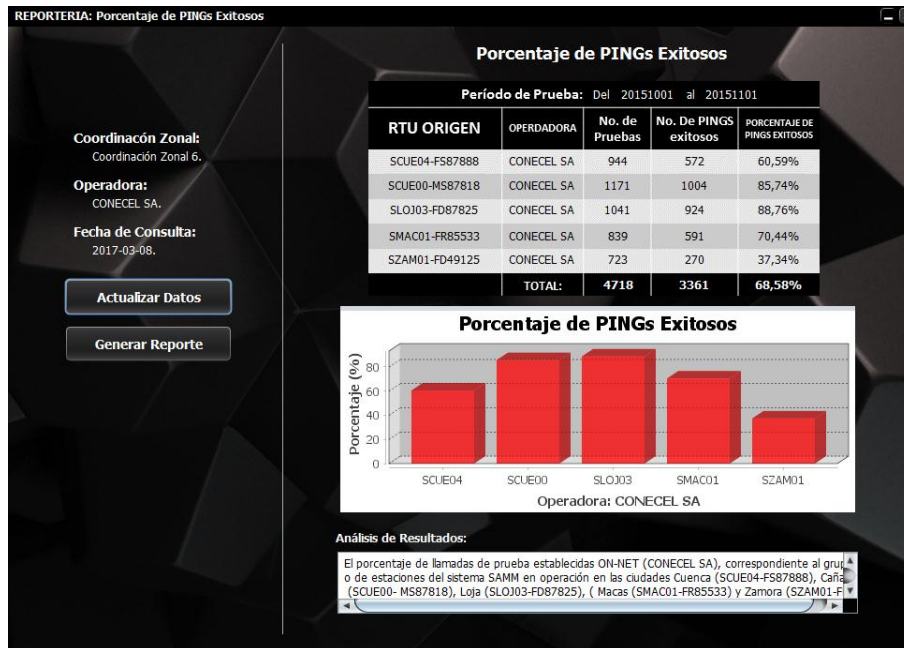 REPORTERIA: Porcentaje de PINGs Exitosos
Coordinacón Zonal:
Coordinación Zonal 6.
Operadora:
CONECEL SA.
Fecha de Consulta:
2017-03-08.
Actualizar Datos
Generar Reporte
Porcentaje de PINGs Exitosos
Período de Prueba: Del 20151001 al 20151101
RTU ORIGEN OPERDADORA No. de Pruebas No. De PINGS exitosos PORCENTAJE DE PINGS EXITOSOS
SCUE04-FS87888 CONECEL SA 944 572 60,59%
SCUE00-MS87818 CONECEL SA 1171 1004 85,74%
SLOJ03-FD87825 CONECEL SA 1041 924 88,76%
SMAC01-FR85533 CONECEL SA 839 591 70,44%
SZAM01-FD49125 CONECEL SA 723 270 37,34%
TOTAL: 4718 3361 68,58%
Porcentaje de PINGs Exitosos
Porcentaje (%)
80
60
40
20
0
SCUE04 SCUE00 SLOJ03 SMAC01 SZAM01
Operadora: CONECEL SA
Análisis de Resultados:
El porcentaje de llamadas de prueba establecidas ON-NET (CONECEL SA), correspondiente al grup
o de estaciones del sistema SAMM en operación en las ciudades Cuenca (SCUE04-FS87888), Caña
(SCUE00- MS87818), Loja (SLOJ03-FD87825), ( Macas (SMAC01-FR85533) y Zamora (SZAM01-F